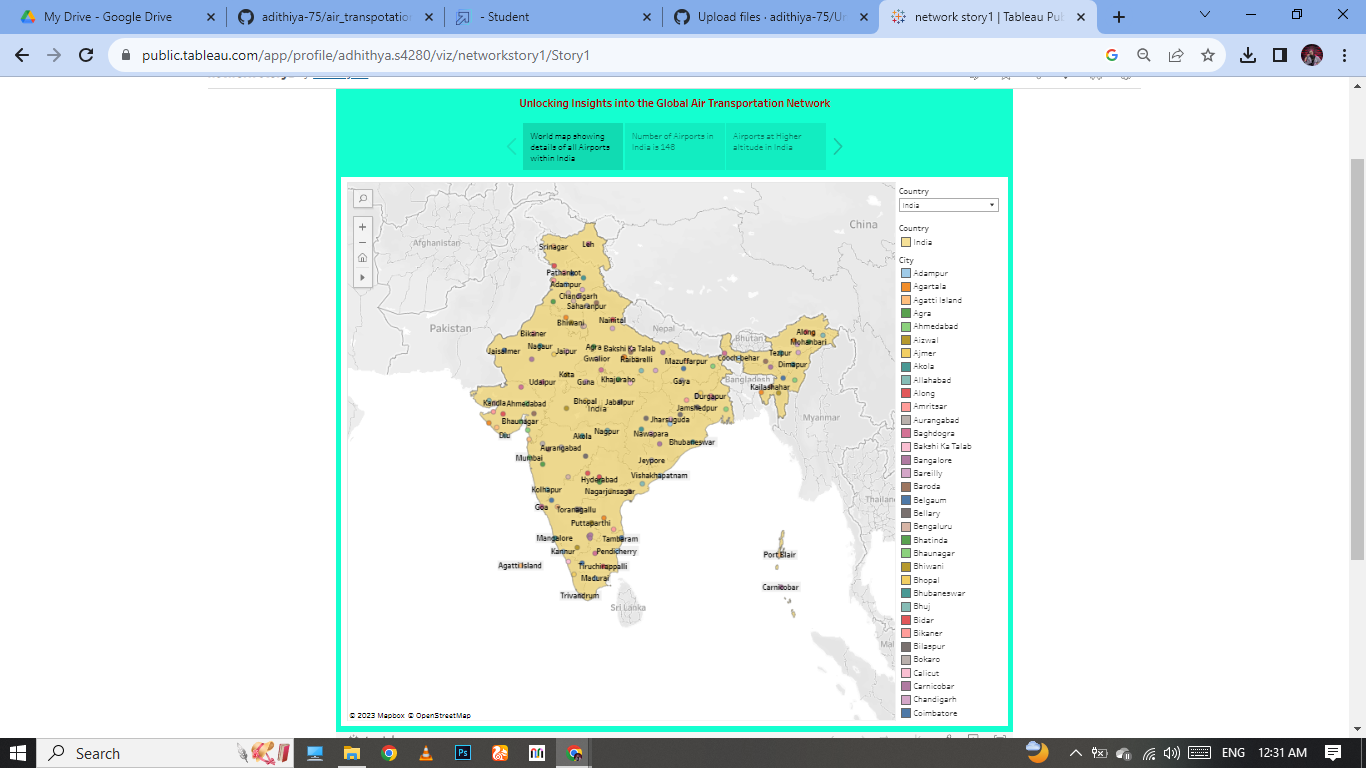 My Drive - Google Drive
adithiya-75/air_transpotation
- Student
Upload files · adithiya-75/Ur
network story1 | Tableau Pub
public.tableau.com/app/profile/adhithya.s4280/viz/networkstory1/Story1
Unlocking Insights into the Global Air Transportation Network
World map showing
details of all Airports
within India
Number of Airports in
India is 148
Airports at Higher
altitude in India
Country
India
Country
India
City
Adampur
Agartala
Agatti Island
Agra
Ahmedabad
Aizwal
Ajmer
Akola
Allahabad
Along
Amritsar
Aurangabad
Baghdogra
Bakshi Ka Talab
Bangalore
Bareilly
Baroda
Belgaum
Bellary
Bengaluru
Bhatinda
Bhaunagar
Bhiwani
Bhopal
Bhubaneswar
Bhuj
Bidar
Bikaner
Bilaspur
Bokaro
Calicut
Carnicobar
Chandigarh
Coimbatore
China
Afghanistan
Srinagar
Leh
Pathankot
Adampur
Chandigarh
Saharanpur
Pakistan
Bhiwani
Nainital
Nepal
Bikaner
Along
Bhutan
Mohanbari
Jaisalmer
Nagaur
Jaipur
Agra
Bakshi Ka Talab
Gwalior
Raibarelli
Mazuffarpur
Cooch-behar
Tezpur
Dimapur
Kota
Udaipur
Guna
Khajuraho
Gaya
Bangladesh
Kailashahar
Kandla
Ahmedabad
Bhopal
India
Jabalpur
Durgapur
Jamshedpur
Myanmar
Bhaunagar
Jharsuguda
Diu
Akola
Nagpur
Nawapara
Bhubaneswar
Aurangabad
Mumbai
Jeypore
Hyderabad
Vishakhapatnam
Kolhapur
Nagarjunsagar
Thailand
Goa
Toranagallu
Puttaparthi
Mangalore
Tambaram
Kannur
Pendicherry
Port Blair
Agatti Island
Tiruchirappalli
Madurai
Carnicobar
Trivandrum
Sri Lanka
© 2023 Mapbox © OpenStreetMap
Search
Ps
ENG
12:31 AM